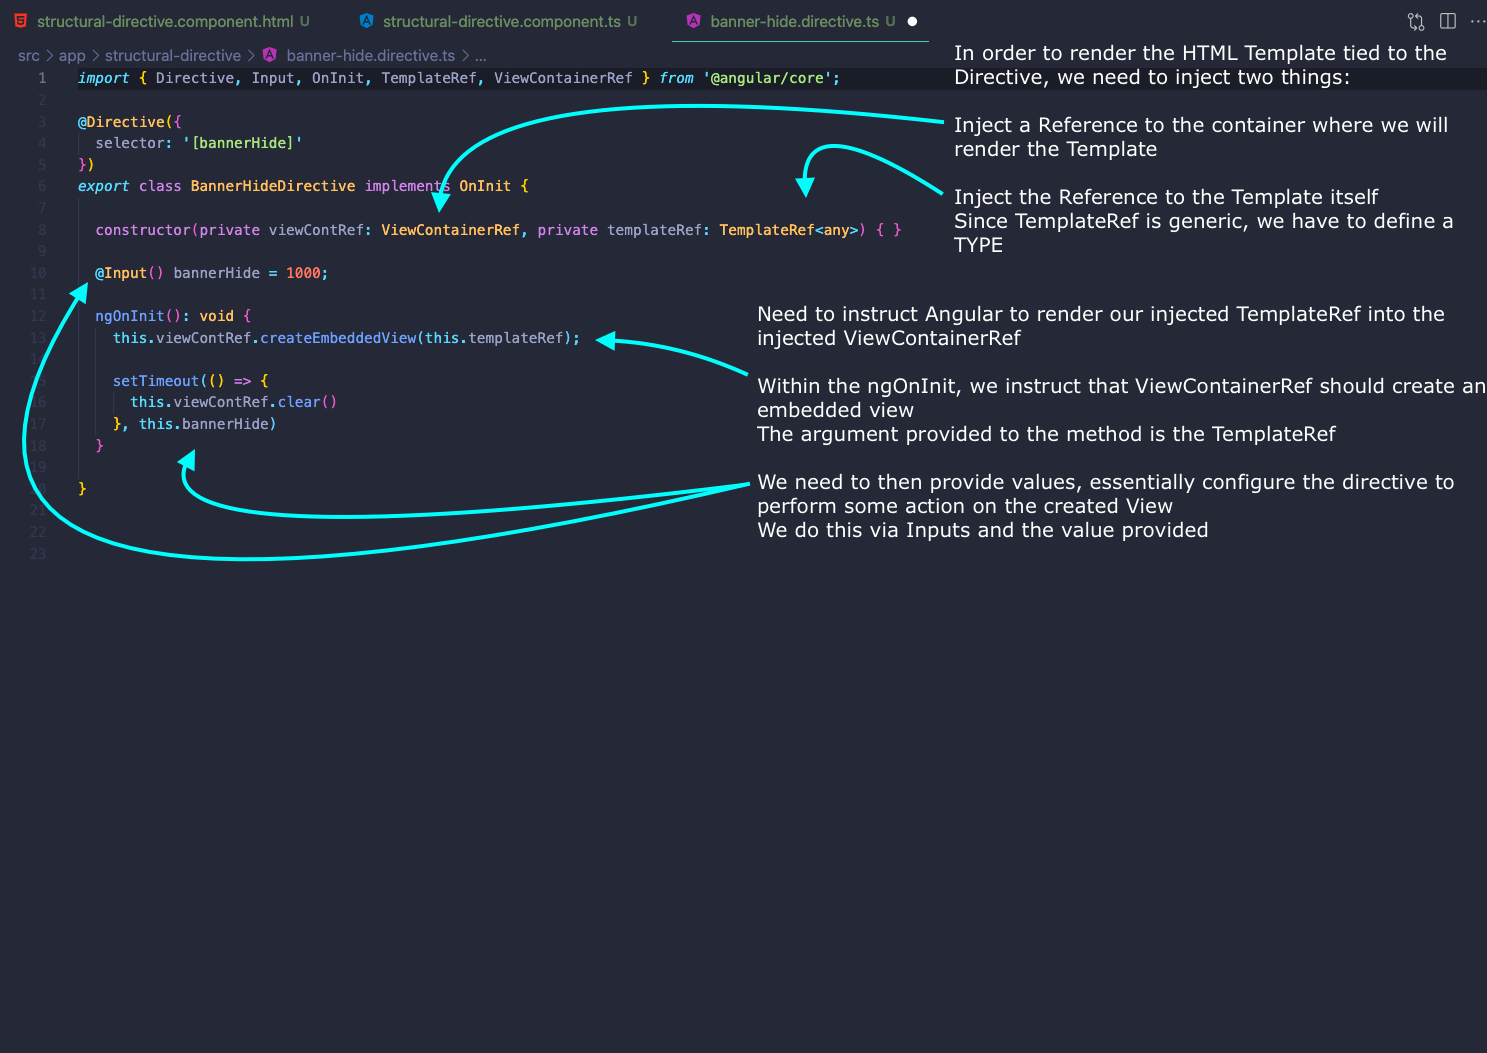 structural-directive.component.html U
structural-directive.component.ts U
banner-hide.directive.ts U
src > app > structural-directive > banner-hide.directive.ts > ...
1 import { Directive, Input, OnInit, TemplateRef, ViewContainerRef } from '@angular/core';
2
3 @Directive({
4 selector: '[bannerHide]'
5 })
6 export class BannerHideDirective implements OnInit {
7
8 constructor(private viewContRef: ViewContainerRef, private templateRef: TemplateRef<any>) { }
9
10 @Input() bannerHide = 1000;
11
12 ngOnInit(): void {
13 this.viewContRef.createEmbeddedView(this.templateRef);
14
15 setTimeout(() => {
16 this.viewContRef.clear()
17 }, this.bannerHide)
18 }
19
}
21
22
23
In order to render the HTML Template tied to the
Directive, we need to inject two things:
Inject a Reference to the container where we will
render the Template
Inject the Reference to the Template itself
Since TemplateRef is generic, we have to define a
TYPE
Need to instruct Angular to render our injected TemplateRef into the
injected ViewContainerRef
Within the ngOnInit, we instruct that ViewContainerRef should create an
embedded view
The argument provided to the method is the TemplateRef
We need to then provide values, essentially configure the directive to
perform some action on the created View
We do this via Inputs and the value provided